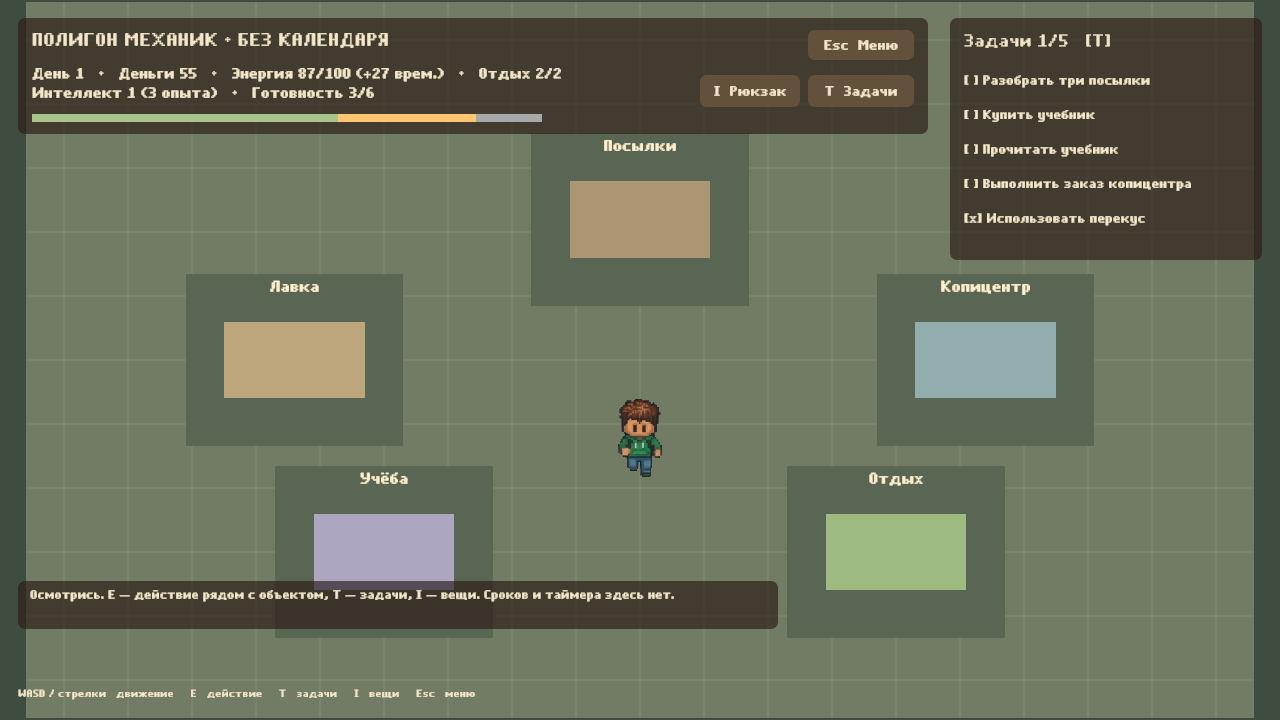 ПОЛИГОН МЕХАНИК • БЕЗ КАЛЕНДАРЯ
День 1 • Деньги 55 • Энергия 87/100 (+27 врем.) • Отдых 2/2
Интеллект 1 (3 опыта) • Готовность 3/6
Esc Меню
I Рюкзак
T Задачи
Задачи 1/5 [T]
[ ] Разобрать три посылки
[ ] Купить учебник
[ ] Прочитать учебник
[ ] Выполнить заказ копицентра
[x] Использовать перекус
Посылки
Лавка
Копицентр
Учёба
Отдых
Осмотрись. E — действие рядом с объектом, T — задачи, I — вещи. Сроков и таймера здесь нет.
WASD / стрелки движение E действие T задачи I вещи Esc меню